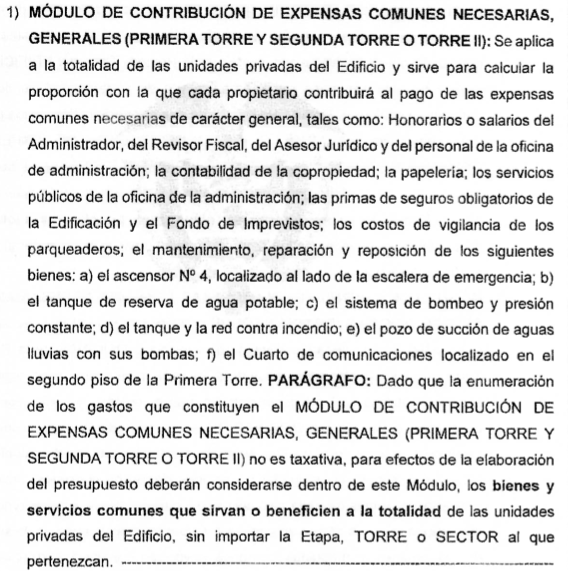 1) MÓDULO DE CONTRIBUCIÓN DE EXPENSAS COMUNES NECESARIAS,
GENERALES (PRIMERA TORRE Y SEGUNDA TORRE O TORRE II): Se aplica
a la totalidad de las unidades privadas del Edificio y sirve para calcular la
proporción con la que cada propietario contribuirá al pago de las expensas
comunes necesarias de carácter general, tales como: Honorarios o salarios del
Administrador, del Revisor Fiscal, del Asesor Jurídico y del personal de la oficina
de administración; la contabilidad de la copropiedad; la papelería; los servicios
públicos de la oficina de la administración; las primas de seguros obligatorios de
la Edificación y el Fondo de Imprevistos; los costos de vigilancia de los
parqueaderos; el mantenimiento, reparación y reposición de los siguientes
bienes: a) el ascensor Nº 4, localizado al lado de la escalera de emergencia; b)
el tanque de reserva de agua potable; c) el sistema de bombeo y presión
constante; d) el tanque y la red contra incendio; e) el pozo de succión de aguas
lluvias con sus bombas; f) el Cuarto de comunicaciones localizado en el
segundo piso de la Primera Torre. PARÁGRAFO: Dado que la enumeración
de los gastos que constituyen el MÓDULO DE CONTRIBUCIÓN DE
EXPENSAS COMUNES NECESARIAS, GENERALES (PRIMERA TORRE Y
SEGUNDA TORRE O TORRE II) no es taxativa, para efectos de la elaboración
del presupuesto deberán considerarse dentro de este Módulo, los bienes y
servicios comunes que sirvan o beneficien a la totalidad de las unidades
privadas del Edificio, sin importar la Etapa, TORRE o SECTOR al que
pertenezcan. ------------------------------------------------------------